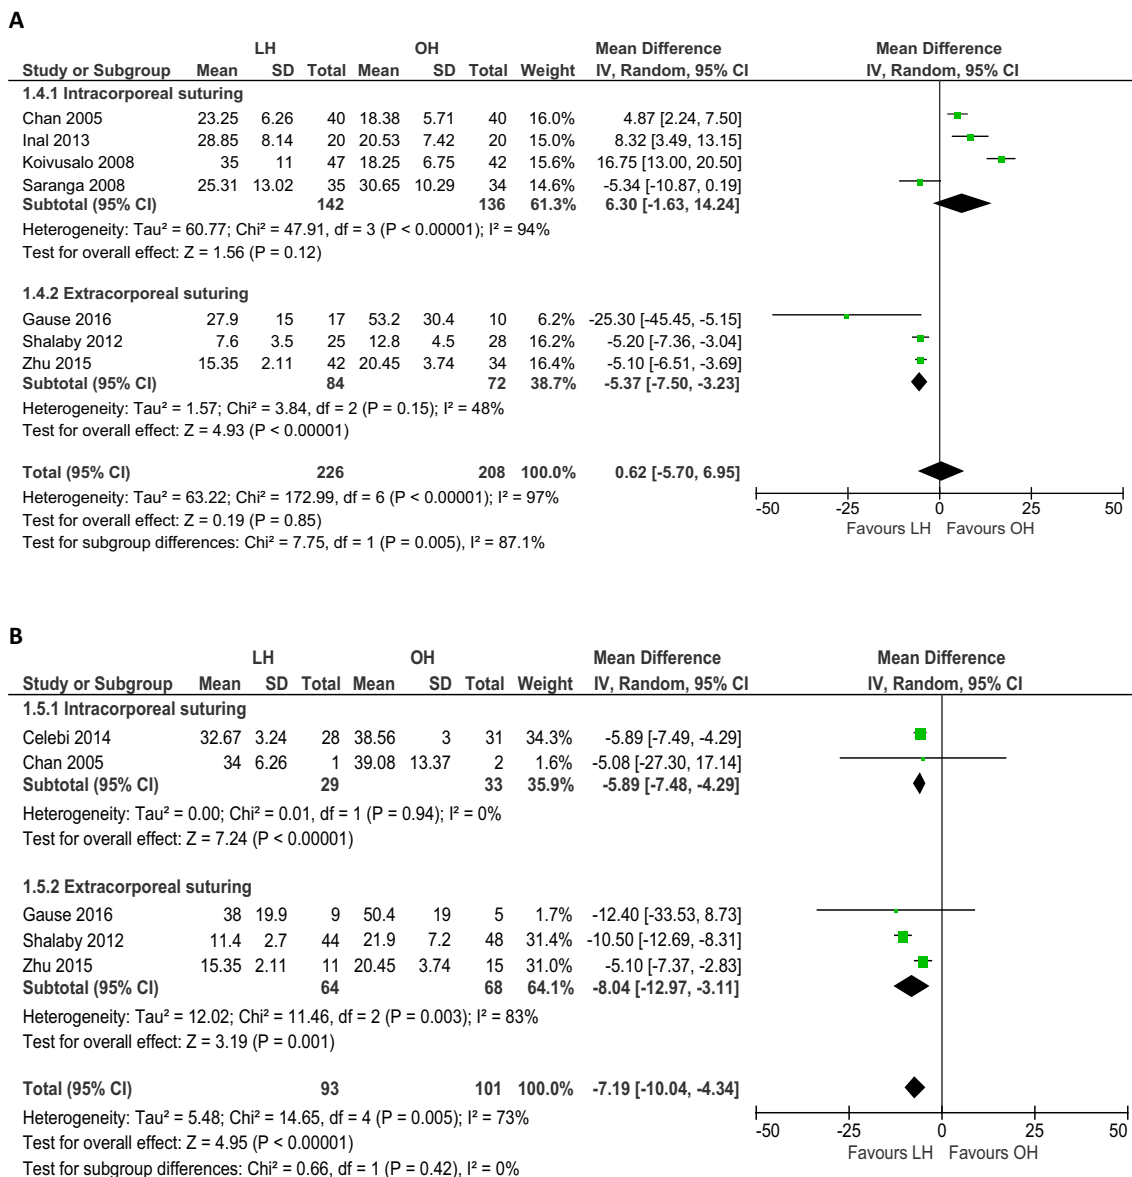 A
LH OH Mean Difference Mean Difference
Study or Subgroup Mean SD Total Mean SD Total Weight IV, Random, 95% CI IV, Random, 95% CI
1.4.1 Intracorporeal suturing
Chan 2005 23.25 6.26 40 18.38 5.71 40 16.0% 4.87 [2.24, 7.50]
Inal 2013 28.85 8.14 20 20.53 7.42 20 15.0% 8.32 [3.49, 13.15]
Koivusalo 2008 35 11 47 18.25 6.75 42 15.6% 16.75 [13.00, 20.50]
Saranga 2008 25.31 13.02 35 30.65 10.29 34 14.6% -5.34 [-10.87, 0.19]
Subtotal (95% CI) 142 136 61.3% 6.30 [-1.63, 14.24]
Heterogeneity: Tau² = 60.77; Chi² = 47.91, df = 3 (P < 0.00001); I² = 94%
Test for overall effect: Z = 1.56 (P = 0.12)
1.4.2 Extracorporeal suturing
Gause 2016 27.9 15 17 53.2 30.4 10 6.2% -25.30 [-45.45, -5.15]
Shalaby 2012 7.6 3.5 25 12.8 4.5 28 16.2% -5.20 [-7.36, -3.04]
Zhu 2015 15.35 2.11 42 20.45 3.74 34 16.4% -5.10 [-6.51, -3.69]
Subtotal (95% CI) 84 72 38.7% -5.37 [-7.50, -3.23]
Heterogeneity: Tau² = 1.57; Chi² = 3.84, df = 2 (P = 0.15); I² = 48%
Test for overall effect: Z = 4.93 (P < 0.00001)
Total (95% CI) 226 208 100.0% 0.62 [-5.70, 6.95]
Heterogeneity: Tau² = 63.22; Chi² = 172.99, df = 6 (P < 0.00001); I² = 97%
Test for overall effect: Z = 0.19 (P = 0.85)
Test for subgroup differences: Chi² = 7.75, df = 1 (P = 0.005), I² = 87.1%
-50 -25 0 25 50
Favours LH Favours OH
B
LH OH Mean Difference Mean Difference
Study or Subgroup Mean SD Total Mean SD Total Weight IV, Random, 95% CI IV, Random, 95% CI
1.5.1 Intracorporeal suturing
Celebi 2014 32.67 3.24 28 38.56 3 31 34.3% -5.89 [-7.49, -4.29]
Chan 2005 34 6.26 1 39.08 13.37 2 1.6% -5.08 [-27.30, 17.14]
Subtotal (95% CI) 29 33 35.9% -5.89 [-7.48, -4.29]
Heterogeneity: Tau² = 0.00; Chi² = 0.01, df = 1 (P = 0.94); I² = 0%
Test for overall effect: Z = 7.24 (P < 0.00001)
1.5.2 Extracorporeal suturing
Gause 2016 38 19.9 9 50.4 19 5 1.7% -12.40 [-33.53, 8.73]
Shalaby 2012 11.4 2.7 44 21.9 7.2 48 31.4% -10.50 [-12.69, -8.31]
Zhu 2015 15.35 2.11 11 20.45 3.74 15 31.0% -5.10 [-7.37, -2.83]
Subtotal (95% CI) 64 68 64.1% -8.04 [-12.97, -3.11]
Heterogeneity: Tau² = 12.02; Chi² = 11.46, df = 2 (P = 0.003); I² = 83%
Test for overall effect: Z = 3.19 (P = 0.001)
Total (95% CI) 93 101 100.0% -7.19 [-10.04, -4.34]
Heterogeneity: Tau² = 5.48; Chi² = 14.65, df = 4 (P = 0.005); I² = 73%
Test for overall effect: Z = 4.95 (P < 0.00001)
Test for subgroup differences: Chi² = 0.66, df = 1 (P = 0.42), I² = 0%
-50 -25 0 25 50
Favours LH Favours OH